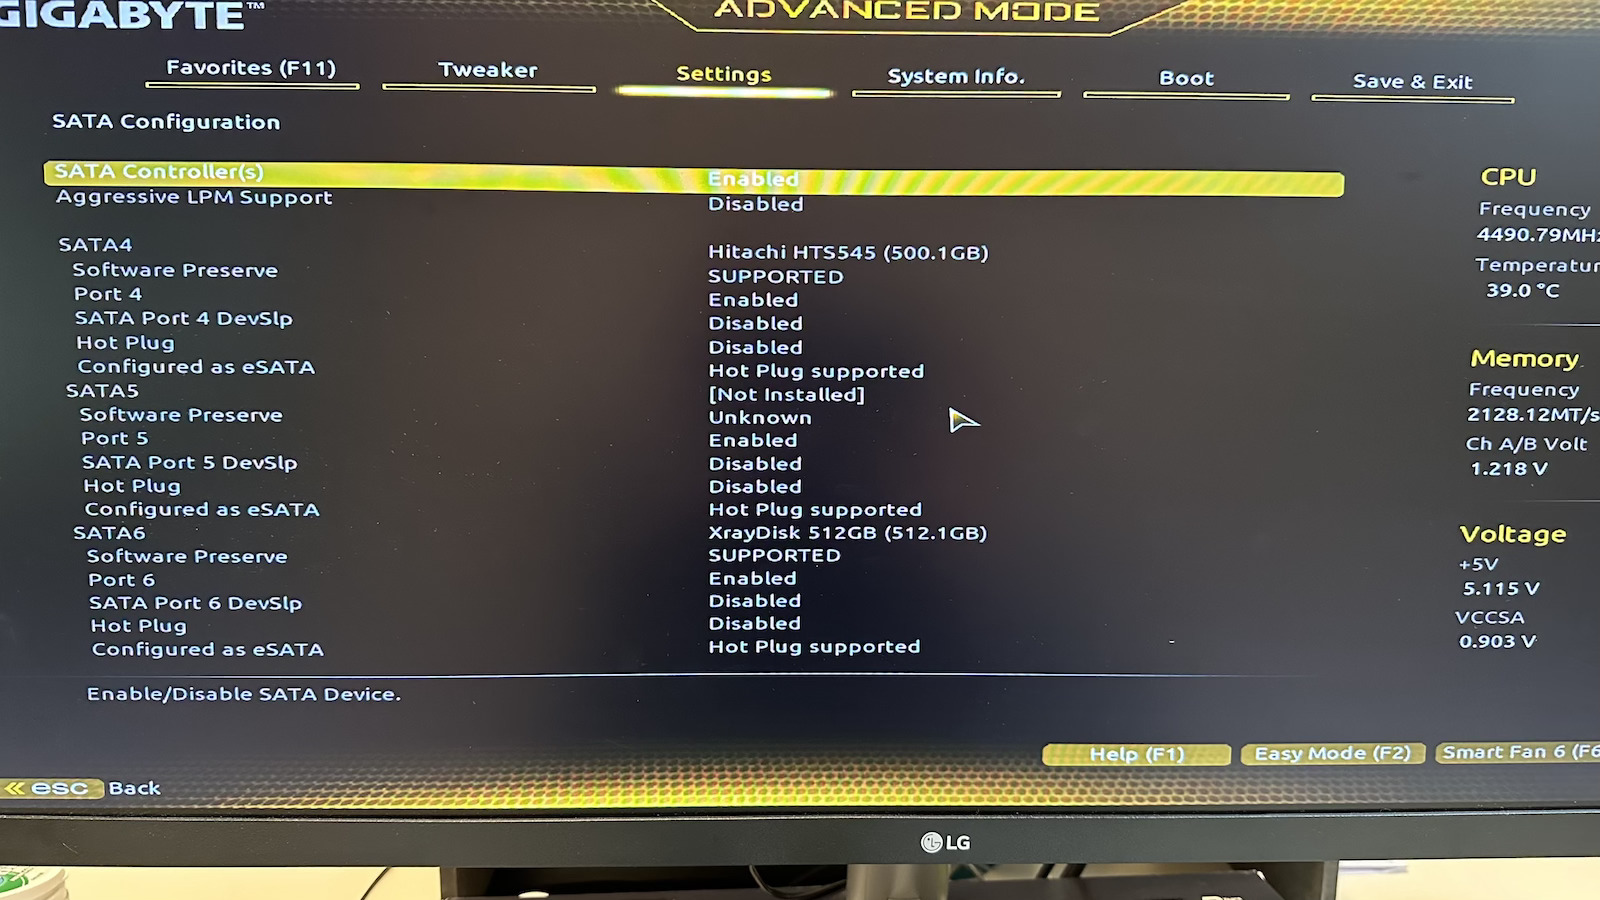 GIGABYTE™
ADVANCED MODE
Favorites (F11) Tweaker Settings System Info. Boot Save & Exit
SATA Configuration
SATA Controller(s) Enabled
Aggressive LPM Support Disabled
SATA4 Hitachi HTS545 (500.1GB)
Software Preserve SUPPORTED
Port 4 Enabled
SATA Port 4 DevSlp Disabled
Hot Plug Disabled
Configured as eSATA Hot Plug supported
SATA5 [Not Installed]
Software Preserve Unknown
Port 5 Enabled
SATA Port 5 DevSlp Disabled
Hot Plug Disabled
Configured as eSATA Hot Plug supported
SATA6 XrayDisk 512GB (512.1GB)
Software Preserve SUPPORTED
Port 6 Enabled
SATA Port 6 DevSlp Disabled
Hot Plug Disabled
Configured as eSATA Hot Plug supported
Enable/Disable SATA Device.
CPU
Frequency
4490.79MHz
Temperatur
39.0 °C
Memory
Frequency
2128.12MT/s
Ch A/B Volt
1.218 V
Voltage
+5V
5.115 V
VCCSA
0.903 V
Help (F1) Easy Mode (F2) Smart Fan 6 (F6
« esc Back
LG